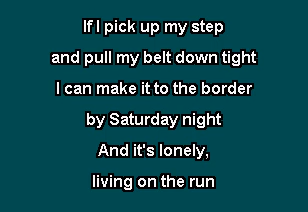 If I pick up my step
and pull my belt down tight
I can make it to the border
by Saturday night
And it's lonely,
living on the run